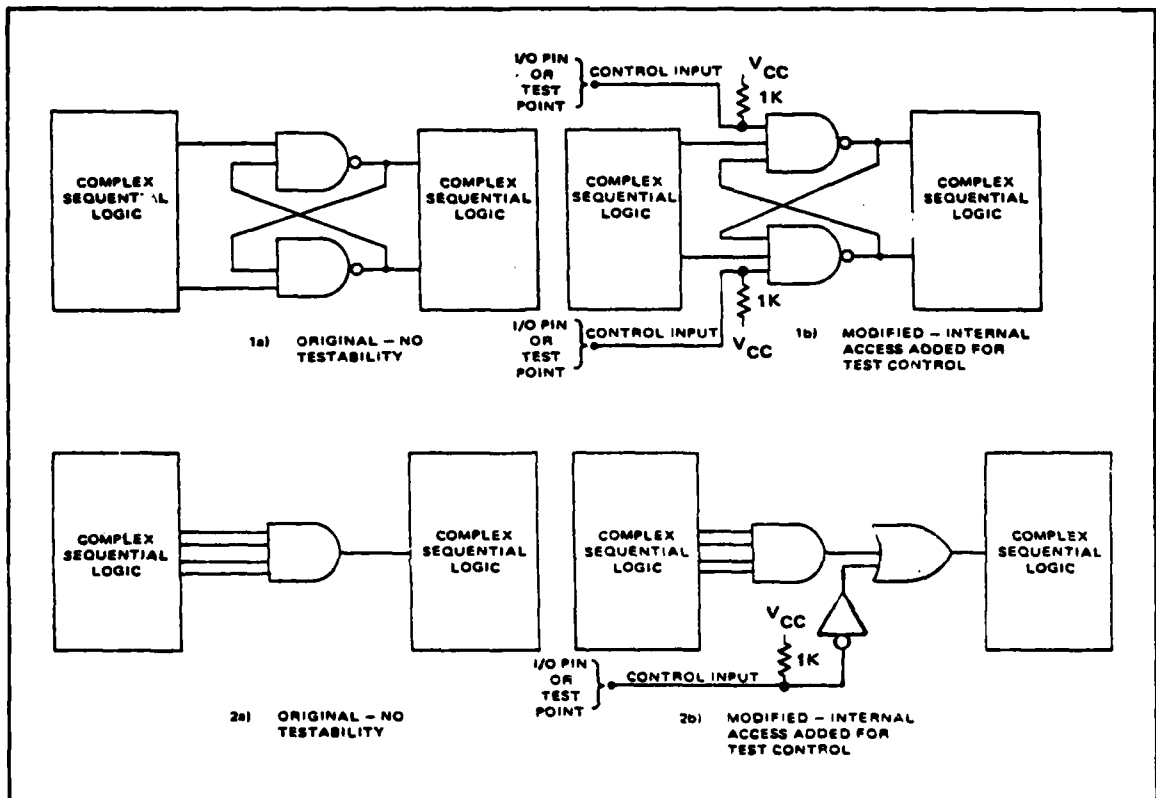 COMPLEX
SEQUENTIAL
LOGIC
COMPLEX
SEQUENTIAL
LOGIC
1a) ORIGINAL – NO
TESTABILITY
I/O PIN
OR
TEST
POINT
CONTROL INPUT
VCC
1K
COMPLEX
SEQUENTIAL
LOGIC
COMPLEX
SEQUENTIAL
LOGIC
1K
VCC
I/O PIN
OR
TEST
POINT
CONTROL INPUT
1b) MODIFIED – INTERNAL
ACCESS ADDED FOR
TEST CONTROL
COMPLEX
SEQUENTIAL
LOGIC
COMPLEX
SEQUENTIAL
LOGIC
2a) ORIGINAL – NO
TESTABILITY
COMPLEX
SEQUENTIAL
LOGIC
COMPLEX
SEQUENTIAL
LOGIC
VCC
1K
I/O PIN
OR
TEST
POINT
CONTROL INPUT
2b) MODIFIED – INTERNAL
ACCESS ADDED FOR
TEST CONTROL